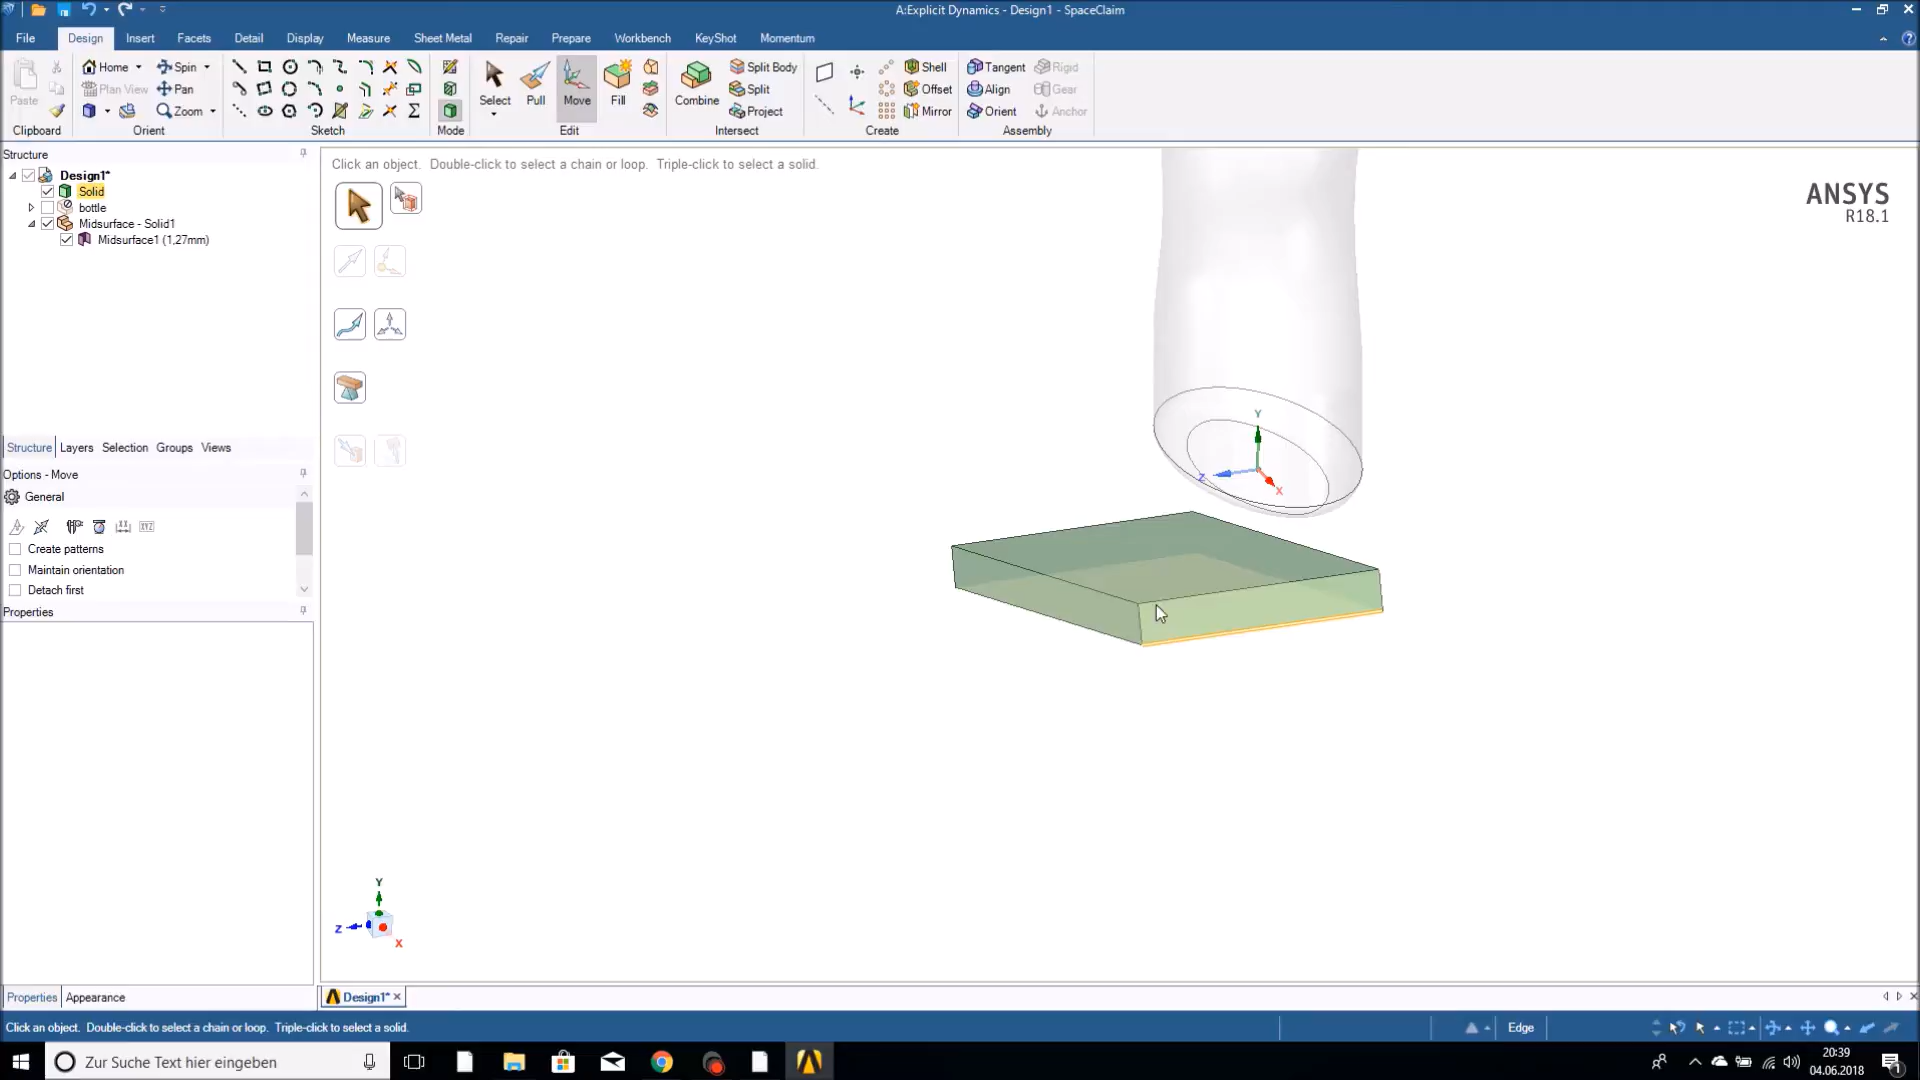 A:Explicit Dynamics - Design1 - SpaceClaim
File Design Insert Facets Detail Display Measure Sheet Metal Repair Prepare Workbench KeyShot Momentum
Home Spin Select Pull Move Fill Combine Split Body Shell Tangent Rigid
Paste Plan View Pan Split Offset Align Gear
Zoom Project Mirror Orient Anchor
Clipboard Orient Sketch Mode Edit Intersect Create Assembly
Structure
Design1*
Solid
bottle
Midsurface - Solid1
Midsurface1 (1,27mm)
Structure Layers Selection Groups Views
Options - Move
General
XYZ
Create patterns
Maintain orientation
Detach first
Properties
Properties Appearance
Click an object. Double-click to select a chain or loop. Triple-click to select a solid.
ANSYS
R18.1
Y
Z
X
Y
Z
X
Design1*
Click an object. Double-click to select a chain or loop. Triple-click to select a solid.
Edge
Zur Suche Text hier eingeben
20:39
04.06.2018
1